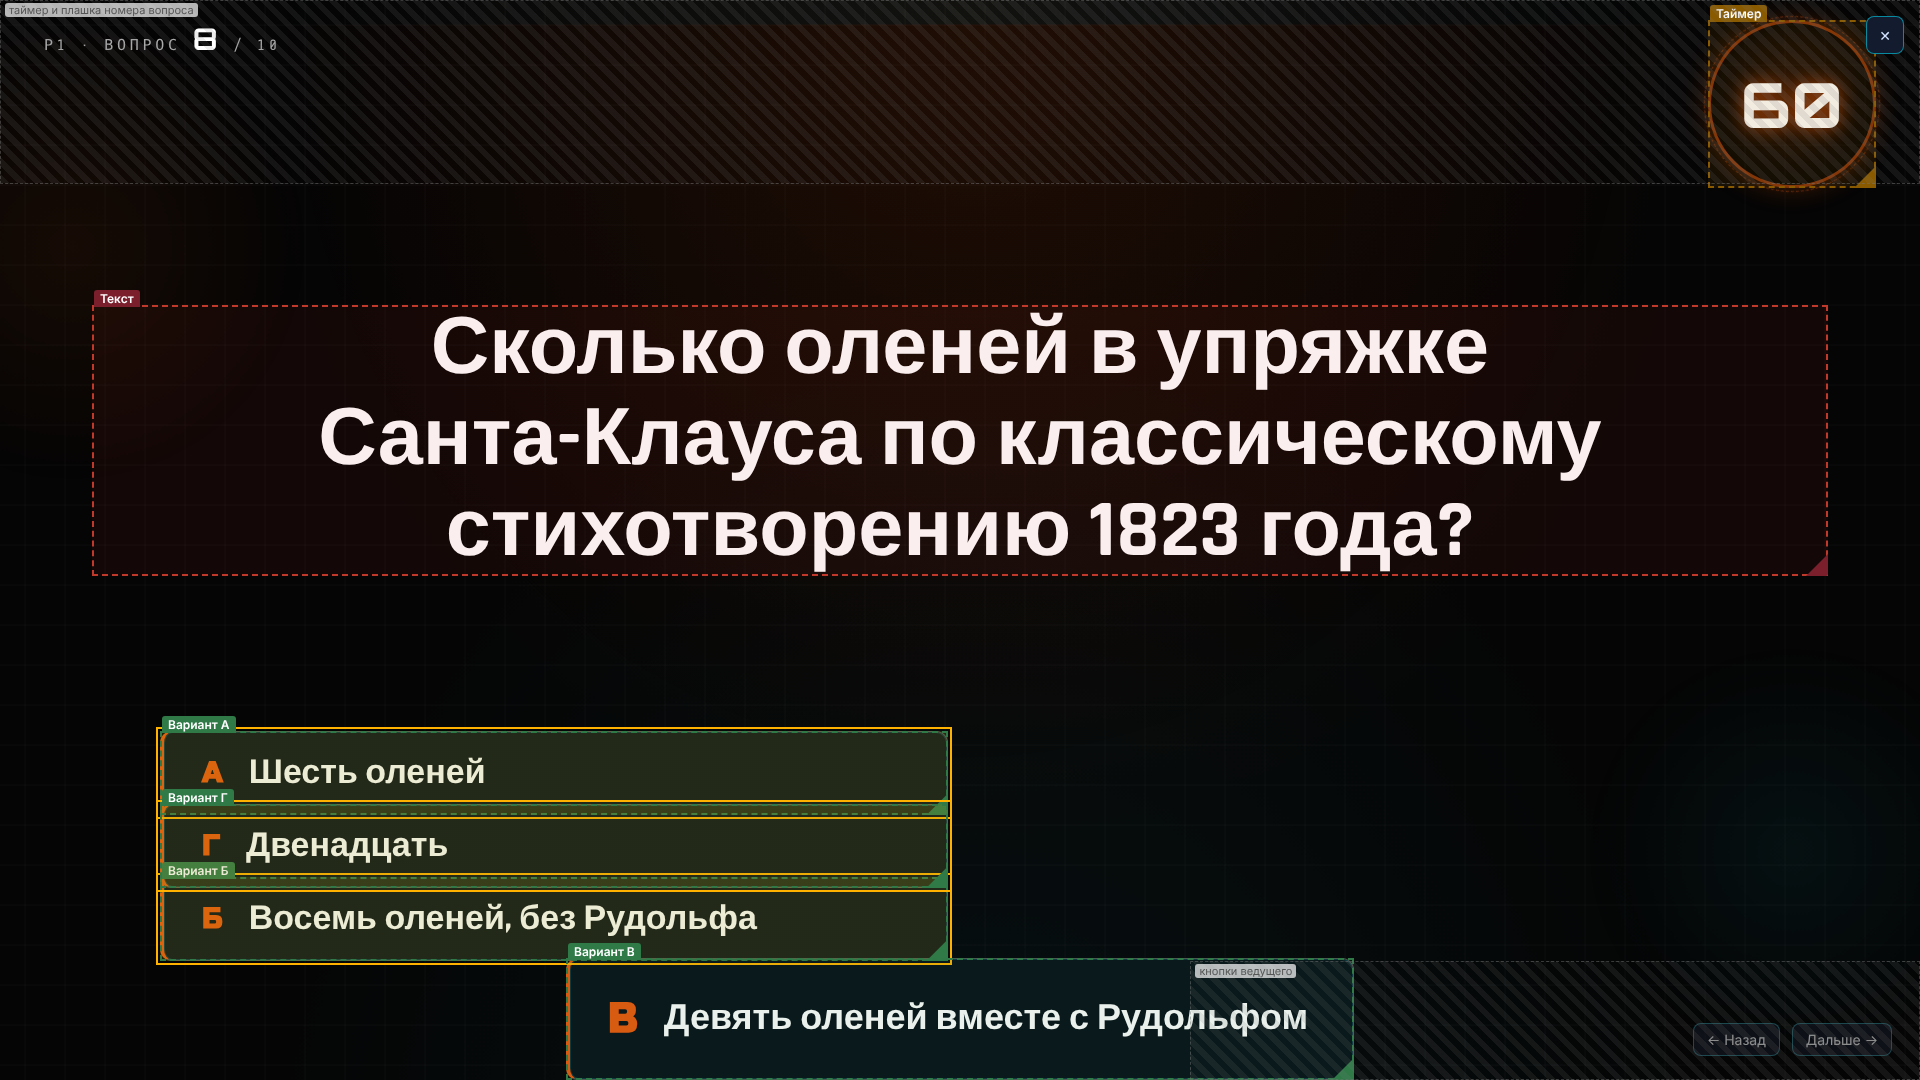 таймер и плашка номера вопроса
Таймер
P1 · ВОПРОС 8 / 10
×
60
Текст
Сколько оленей в упряжке
Санта-Клауса по классическому
стихотворению 1823 года?
Вариант А
А Шесть оленей
Вариант Г
Г Двенадцать
Вариант Б
Б Восемь оленей, без Рудольфа
Вариант В
кнопки ведущего
В Девять оленей вместе с Рудольфом
← Назад
Дальше →